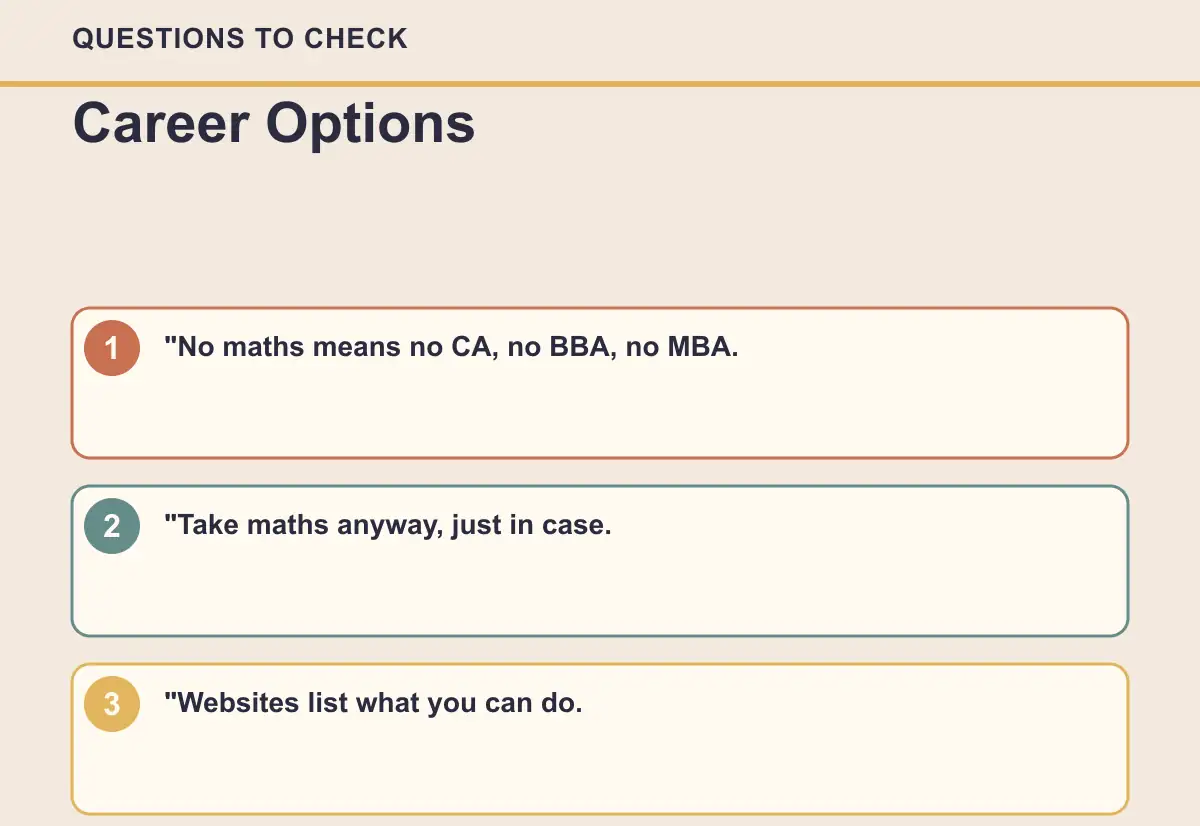 QUESTIONS TO CHECK
Career Options
1
"No maths means no CA, no BBA, no MBA.
2
"Take maths anyway, just in case.
3
"Websites list what you can do.